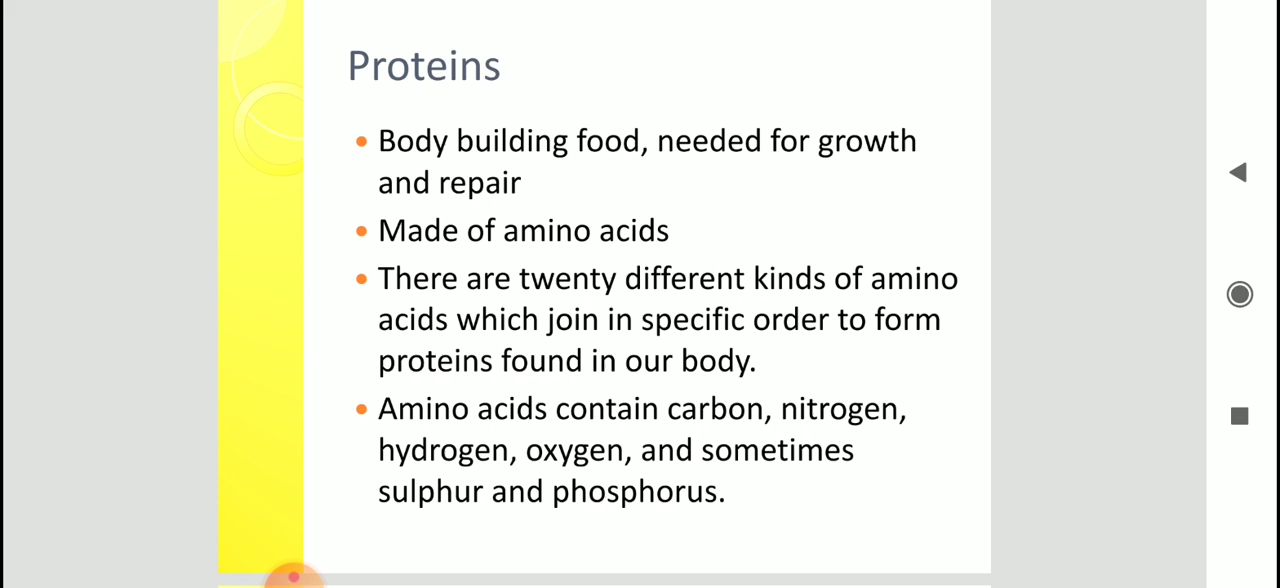 Proteins
• Body building food, needed for growth
and repair
• Made of amino acids
• There are twenty different kinds of amino
acids which join in specific order to form
proteins found in our body.
• Amino acids contain carbon, nitrogen,
hydrogen, oxygen, and sometimes
sulphur and phosphorus.